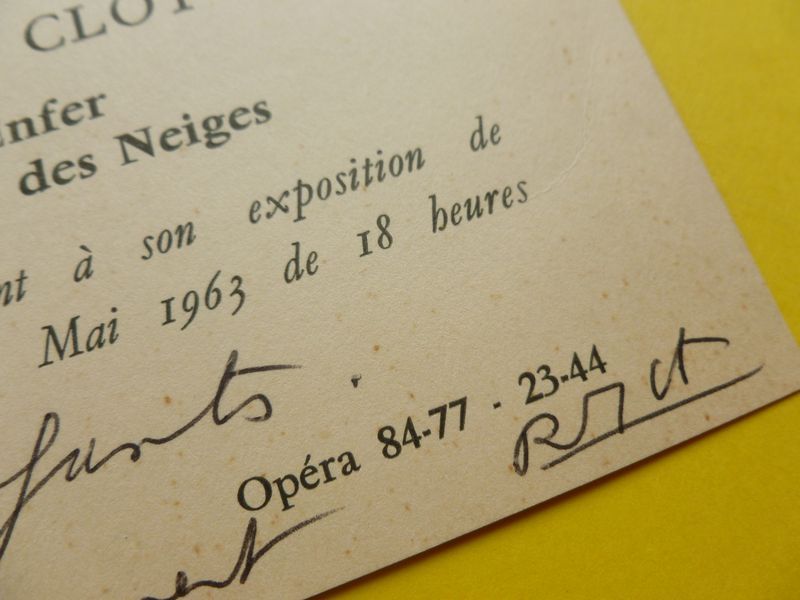 CLOT
Enfer
des Neiges
nt à son exposition de
Mai 1963 de 18 heures
Opéra 84-77 - 23-44